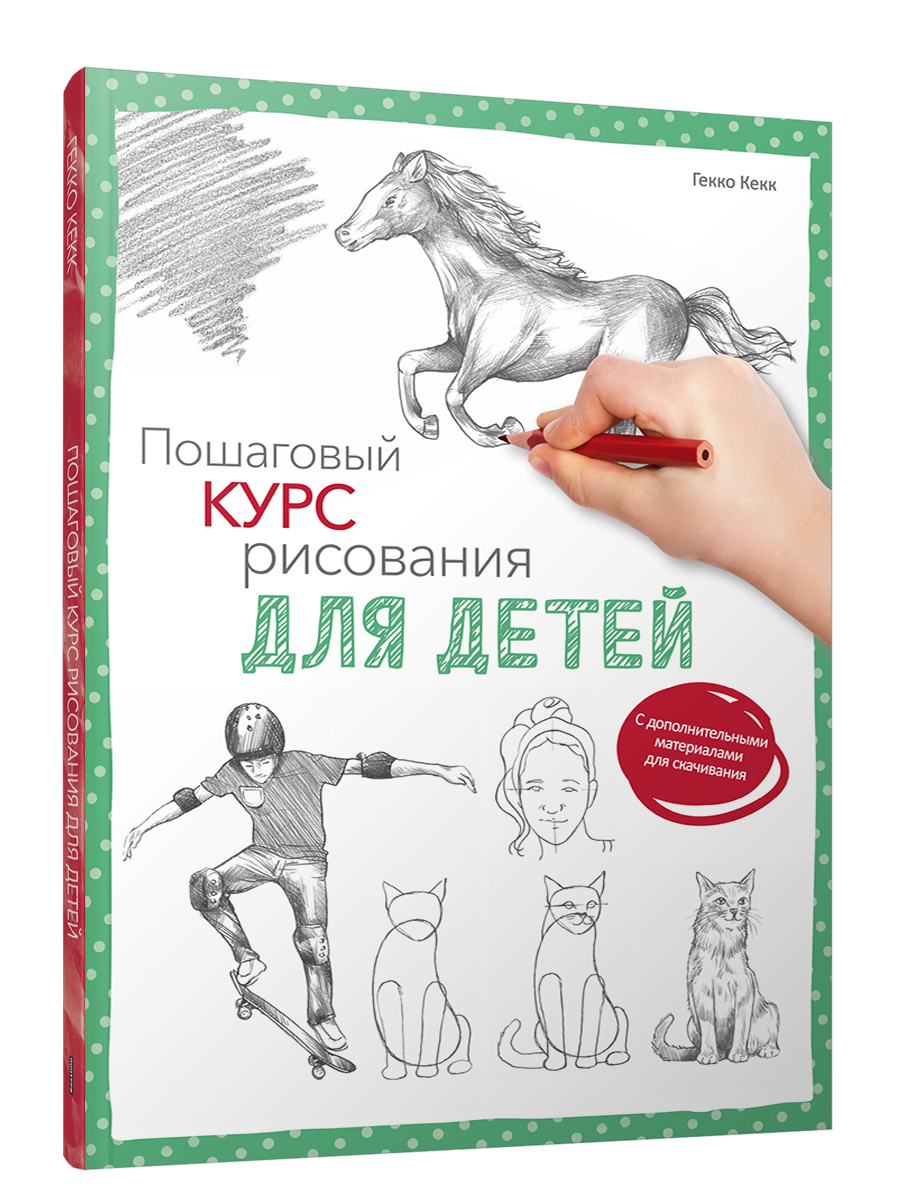 Гекко Кекк
Пошаговый
КУРС
рисования
ДЛЯ ДЕТЕЙ
С дополнительными
материалами
для скачивания
ГЕККО КЕКК
ПОШАГОВЫЙ КУРС РИСОВАНИЯ ДЛЯ ДЕТЕЙ